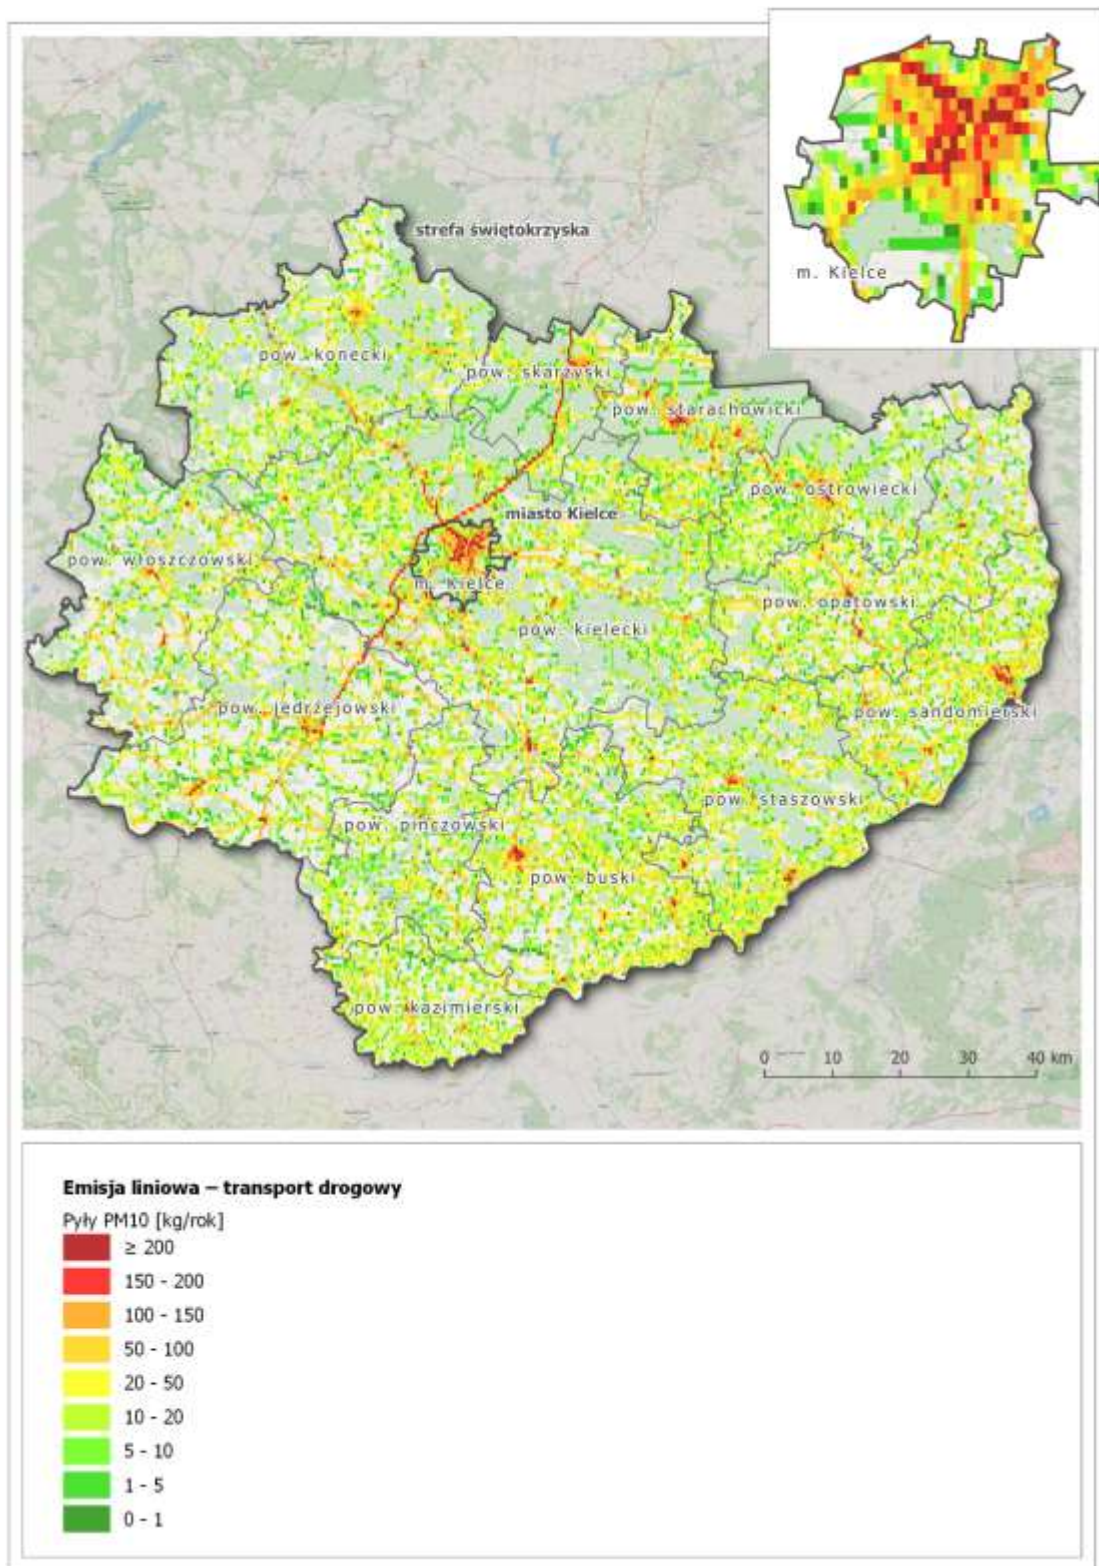 m. Kielce
strefa świętokrzyska
pow. konecki
pow. skarżyski
pow. starachowicki
pow. ostrowiecki
miasto Kielce
pow. włoszczowski
m. Kielce
pow. opatowski
pow. kielecki
pow. jędrzejowski
pow. sandomierski
pow. staszowski
pow. pińczowski
pow. buski
pow. kazimierski
0 10 20 30 40 km
Emisja liniowa – transport drogowy
Pyły PM10 [kg/rok]
≥ 200
150 - 200
100 - 150
50 - 100
20 - 50
10 - 20
5 - 10
1 - 5
0 - 1